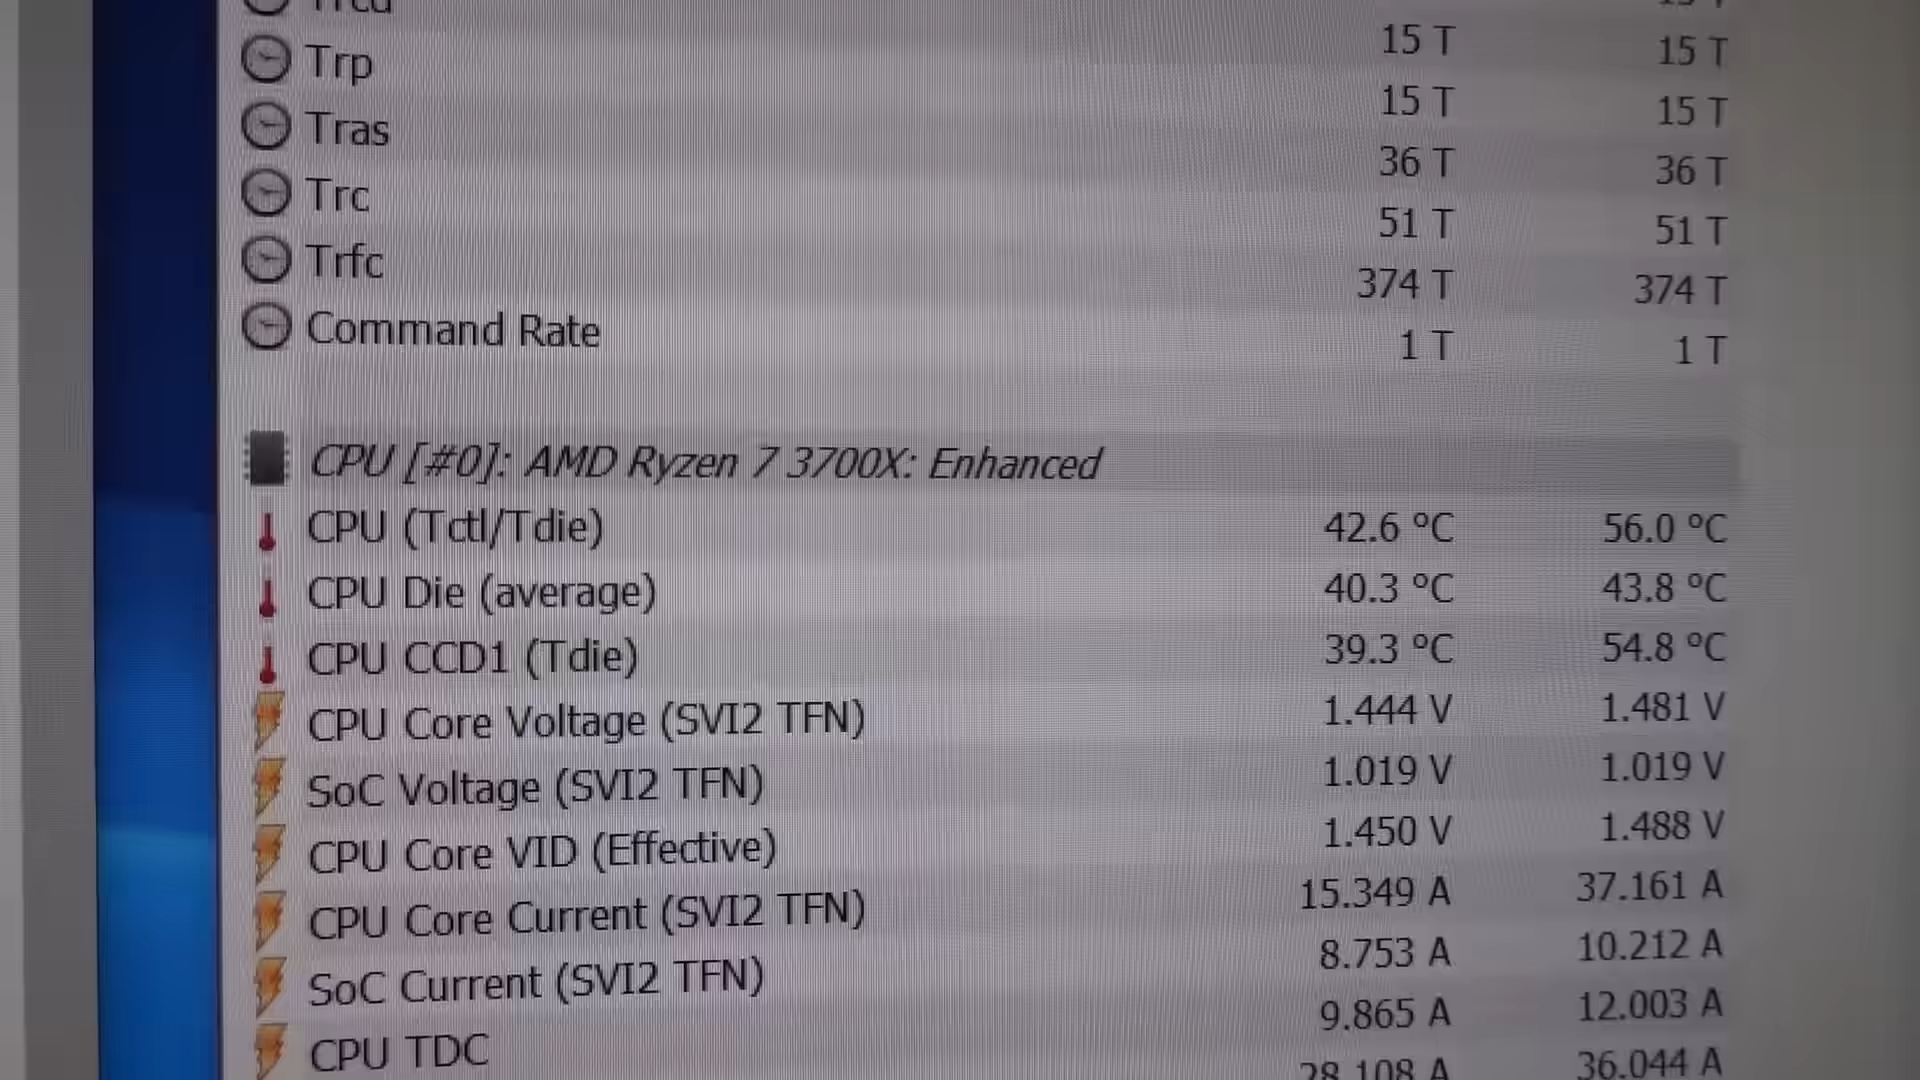 Trcd 15 T 15 T
Trp 15 T 15 T
Tras 36 T 36 T
Trc 51 T 51 T
Trfc 374 T 374 T
Command Rate 1 T 1 T
CPU [#0]: AMD Ryzen 7 3700X: Enhanced
CPU (Tctl/Tdie) 42.6 °C 56.0 °C
CPU Die (average) 40.3 °C 43.8 °C
CPU CCD1 (Tdie) 39.3 °C 54.8 °C
CPU Core Voltage (SVI2 TFN) 1.444 V 1.481 V
SoC Voltage (SVI2 TFN) 1.019 V 1.019 V
CPU Core VID (Effective) 1.450 V 1.488 V
CPU Core Current (SVI2 TFN) 15.349 A 37.161 A
SoC Current (SVI2 TFN) 8.753 A 10.212 A
CPU TDC 9.865 A 12.003 A
28.108 A 36.044 A